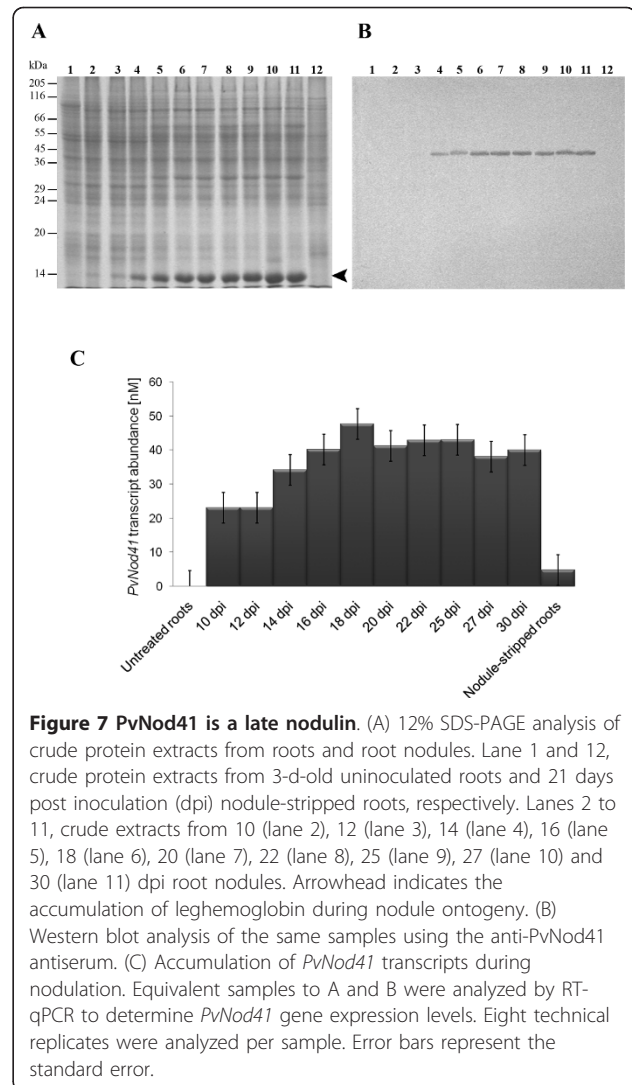 A
B
1 2 3 4 5 6 7 8 9 10 11 12
1 2 3 4 5 6 7 8 9 10 11 12
kDa
205
116
66
55
45
36
29
24
20
14
C
PvNod41 transcript abundance [nM]
60
50
40
30
20
10
0
Untreated roots
10 dpi
12 dpi
14 dpi
16 dpi
18 dpi
20 dpi
22 dpi
25 dpi
27 dpi
30 dpi
Nodule-stripped roots
Figure 7 PvNod41 is a late nodulin. (A) 12% SDS-PAGE analysis of
crude protein extracts from roots and root nodules. Lane 1 and 12,
crude protein extracts from 3-d-old uninoculated roots and 21 days
post inoculation (dpi) nodule-stripped roots, respectively. Lanes 2 to
11, crude extracts from 10 (lane 2), 12 (lane 3), 14 (lane 4), 16 (lane
5), 18 (lane 6), 20 (lane 7), 22 (lane 8), 25 (lane 9), 27 (lane 10) and
30 (lane 11) dpi root nodules. Arrowhead indicates the
accumulation of leghemoglobin during nodule ontogeny. (B)
Western blot analysis of the same samples using the anti-PvNod41
antiserum. (C) Accumulation of PvNod41 transcripts during
nodulation. Equivalent samples to A and B were analyzed by RT-
qPCR to determine PvNod41 gene expression levels. Eight technical
replicates were analyzed per sample. Error bars represent the
standard error.